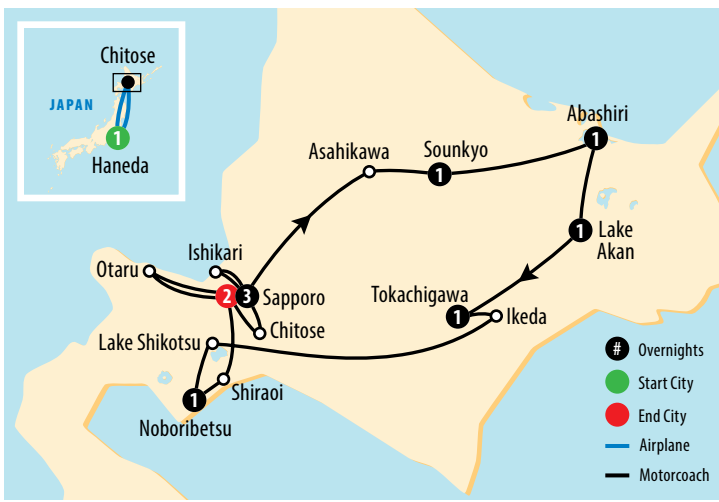 Chitose
JAPAN
1
Haneda
Abashiri
1
Sounkyo
1
Asahikawa
1
Lake
Akan
Ishikari
Otaru
2
3
Sapporo
Chitose
Tokachigawa
1
Ikeda
Lake Shikotsu
Shiraoi
1
Noboribetsu
# Overnights
Start City
End City
Airplane
Motorcoach